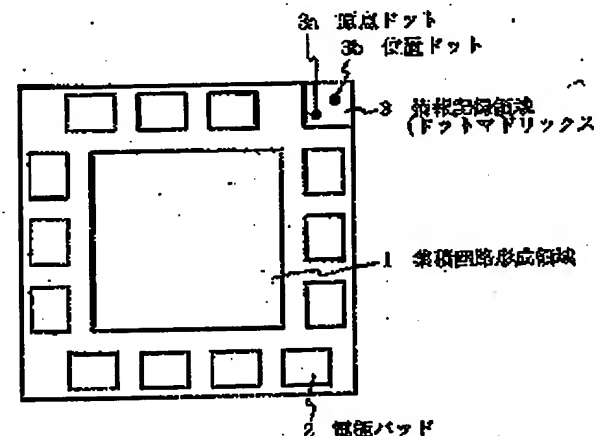 3a 原点ドット
3b 位置ドット
3 情報記録領域
(ドットマドリックス
1 集積回路形成領域
2 電極パッド